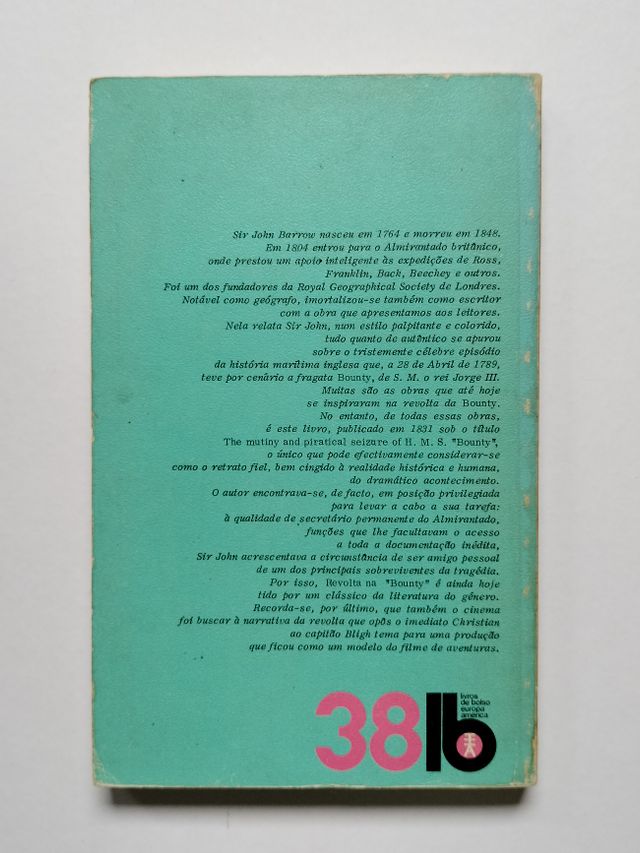 Sir John Barrow nasceu em 1764 e morreu em 1848.
Em 1804 entrou para o Almirantado britânico,
onde prestou um apoio inteligente às expedições de Ross,
Franklin, Back, Beechey e outros.
Foi um dos fundadores da Royal Geographical Society de Londres.
Notável como geógrafo, imortalizou-se também como escritor
com a obra que apresentamos aos leitores.
Nela relata Sir John, num estilo palpitante e colorido,
tudo quanto de autêntico se apurou
sobre o tristemente célebre episódio
da história marítima inglesa que, a 28 de Abril de 1789,
teve por cenário a fragata Bounty, de S. M. o rei Jorge III.
Muitas são as obras que até hoje
se inspiraram na revolta da Bounty.
No entanto, de todas essas obras,
é este livro, publicado em 1831 sob o título
The mutiny and piratical seizure of H. M. S. "Bounty",
o único que pode efectivamente considerar-se
como o retrato fiel, bem cingido à realidade histórica e humana,
do dramático acontecimento.
O autor encontrava-se, de facto, em posição privilegiada
para levar a cabo a sua tarefa:
à qualidade de secretário permanente do Almirantado,
funções que lhe facultavam o acesso
a toda a documentação inédita,
Sir John acrescentava a circunstância de ser amigo pessoal
de um dos principais sobreviventes da tragédia.
Por isso, Revolta na "Bounty" é ainda hoje
tido por um clássico da literatura do género.
Recorda-se, por último, que também o cinema
foi buscar à narrativa da revolta que opôs o imediato Christian
ao capitão Bligh tema para uma produção
que ficou como um modelo do filme de aventuras.
38 lb
livros
de bolso
europa
américa